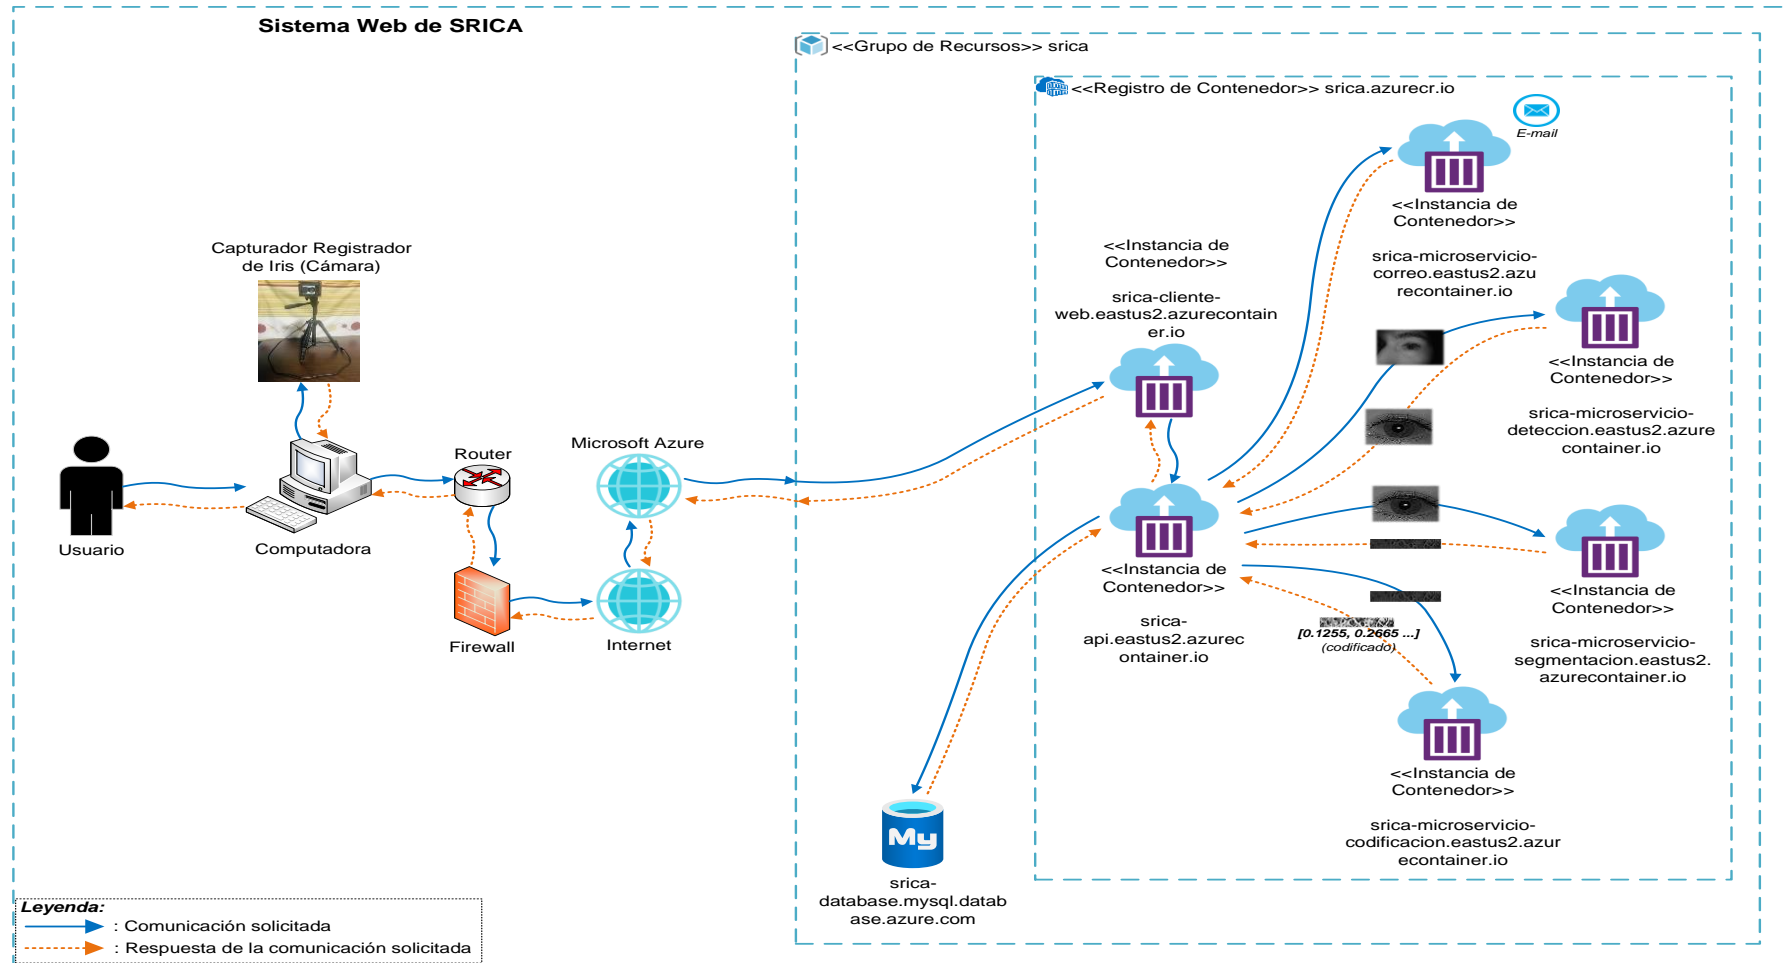 Sistema Web de SRICA
<<Grupo de Recursos>> srica
<<Registro de Contenedor>> srica.azurecr.io
E-mail
<<Instancia de
Contenedor>>
srica-microservicio-
correo.eastus2.azu
recontainer.io
Capturador Registrador
de Iris (Cámara)
<<Instancia de
Contenedor>>
srica-cliente-
web.eastus2.azurecontain
er.io
<<Instancia de
Contenedor>>
srica-microservicio-
deteccion.eastus2.azure
container.io
Usuario
Computadora
Router
Firewall
Microsoft Azure
Internet
<<Instancia de
Contenedor>>
srica-
api.eastus2.azurec
ontainer.io
<<Instancia de
Contenedor>>
srica-microservicio-
segmentacion.eastus2.
azurecontainer.io
[0.1255, 0.2665 ...]
(codificado)
<<Instancia de
Contenedor>>
srica-microservicio-
codificacion.eastus2.azur
econtainer.io
My
srica-
database.mysql.datab
ase.azure.com
Leyenda:
: Comunicación solicitada
: Respuesta de la comunicación solicitada